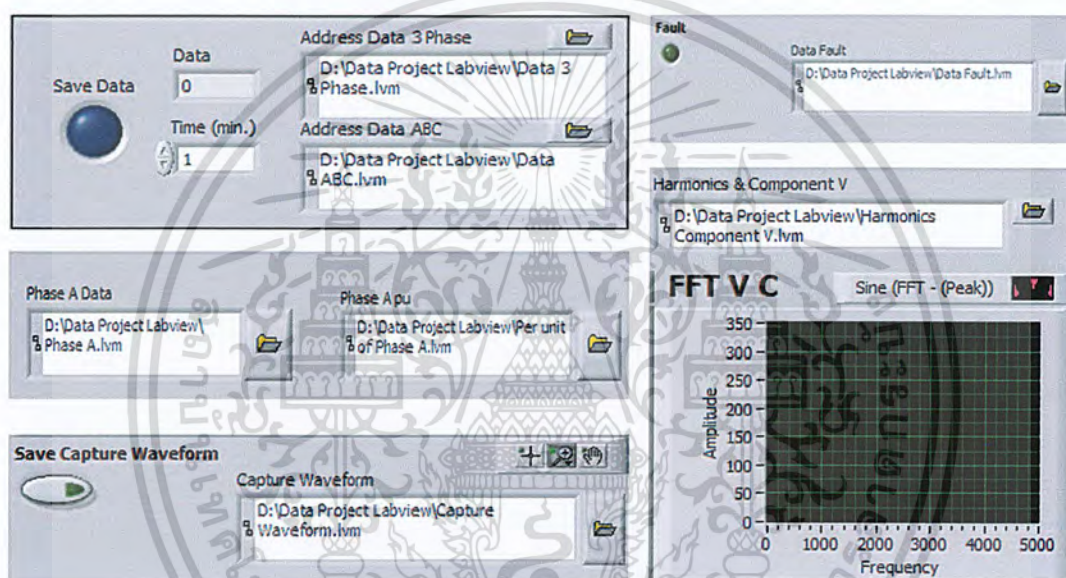 Save Data
Data
0
Time (min.)
1
Address Data 3 Phase
D:\Data Project Labview\Data 3
Phase.lvm
Address Data ABC
D:\Data Project Labview\Data
ABC.lvm
Fault
Data Fault
D:\Data Project Labview\Data Fault.lvm
Harmonics & Component V
D:\Data Project Labview\Harmonics
Component V.lvm
Phase A Data
D:\Data Project Labview\
Phase A.lvm
Phase A pu
D:\Data Project Labview\Per unit
of Phase A.lvm
Save Capture Waveform
Capture Waveform
D:\Data Project Labview\Capture
Waveform.lvm
FFT V C
Sine (FFT - (Peak))
Amplitude
350
300
250
200
150
100
50
0
0 1000 2000 3000 4000 5000
Frequency